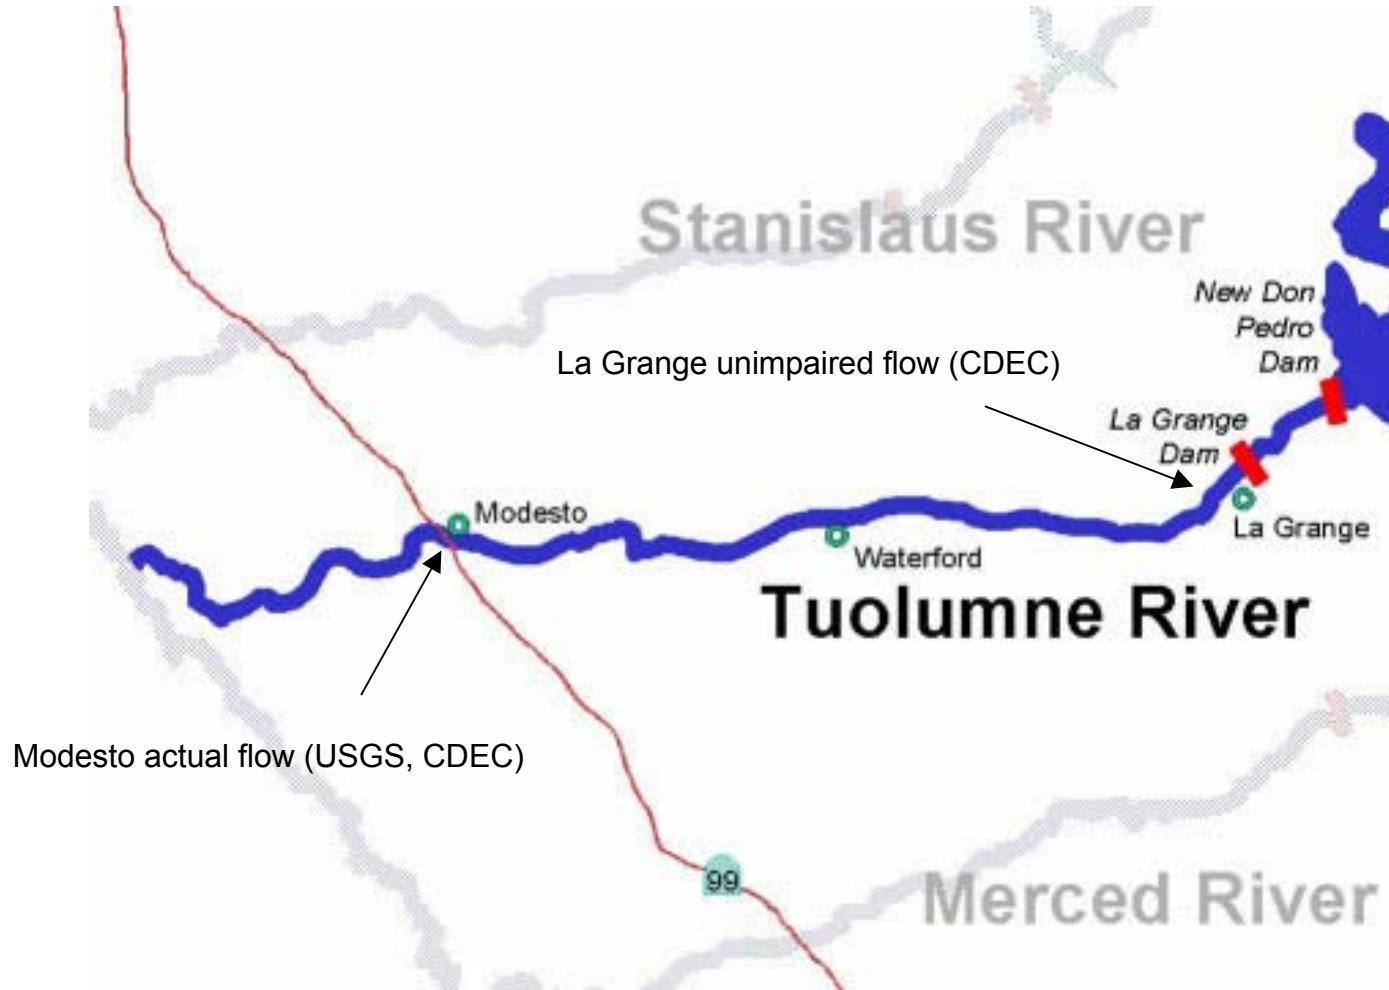 Stanislaus River
New Don
Pedro
Dam
La Grange unimpaired flow (CDEC)
La Grange
Dam
Modesto
La Grange
Waterford
Tuolumne River
Modesto actual flow (USGS, CDEC)
99
Merced River